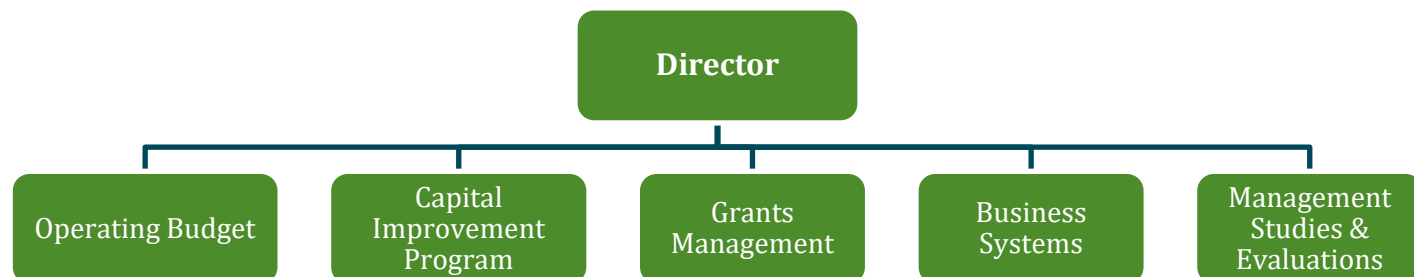 Director
Operating Budget
Capital
Improvement
Program
Grants
Management
Business
Systems
Management
Studies &
Evaluations